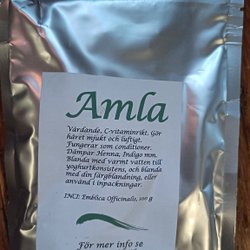 Amla
Vårdande, C-vitaminrikt. Gör
håret mjukt och luftigt.
Fungerar som conditioner.
Dämpar Henna, Indigo mm.
Blanda med varmt vatten till
yoghurtkonsistens, och blanda
med din färgblandning, eller
använd i inpackningar.
INCI: Emblica Officinalis, 100 g
För mer info se